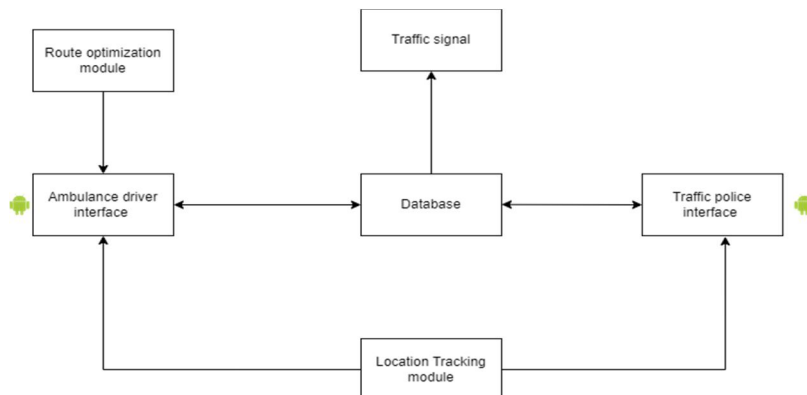 Route optimization
module
Traffic signal
Ambulance driver
interface
Database
Traffic police
interface
Location Tracking
module